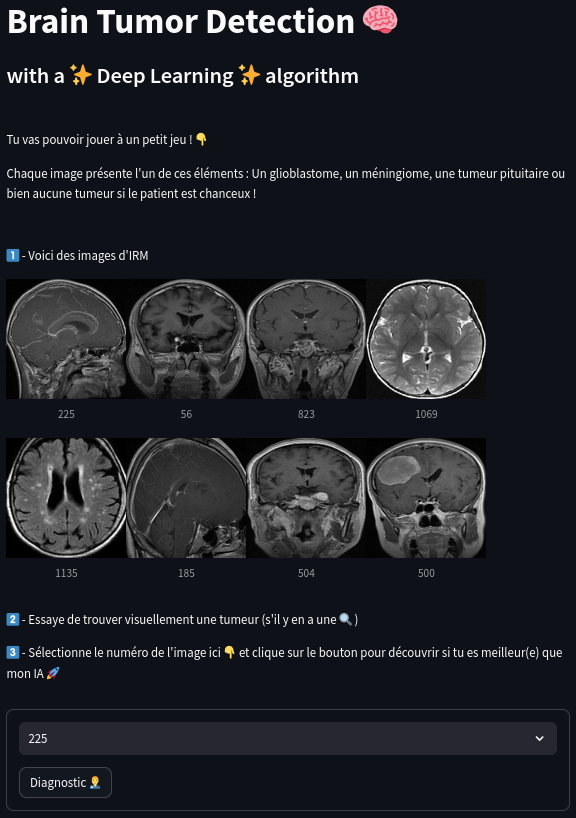 Brain Tumor Detection 🧠
with a ✨ Deep Learning ✨ algorithm
Tu vas pouvoir jouer à un petit jeu ! 👇
Chaque image présente l'un de ces éléments : Un glioblastome, un méningiome, une tumeur pituitaire ou
bien aucune tumeur si le patient est chanceux !
1️⃣ - Voici des images d'IRM
225 56 823 1069
1135 185 504 500
2️⃣ - Essaye de trouver visuellement une tumeur (s'il y en a une 🔍 )
3️⃣ - Sélectionne le numéro de l'image ici 👇 et clique sur le bouton pour découvrir si tu es meilleur(e) que
mon IA 🚀
225
Diagnostic 👨‍⚕️